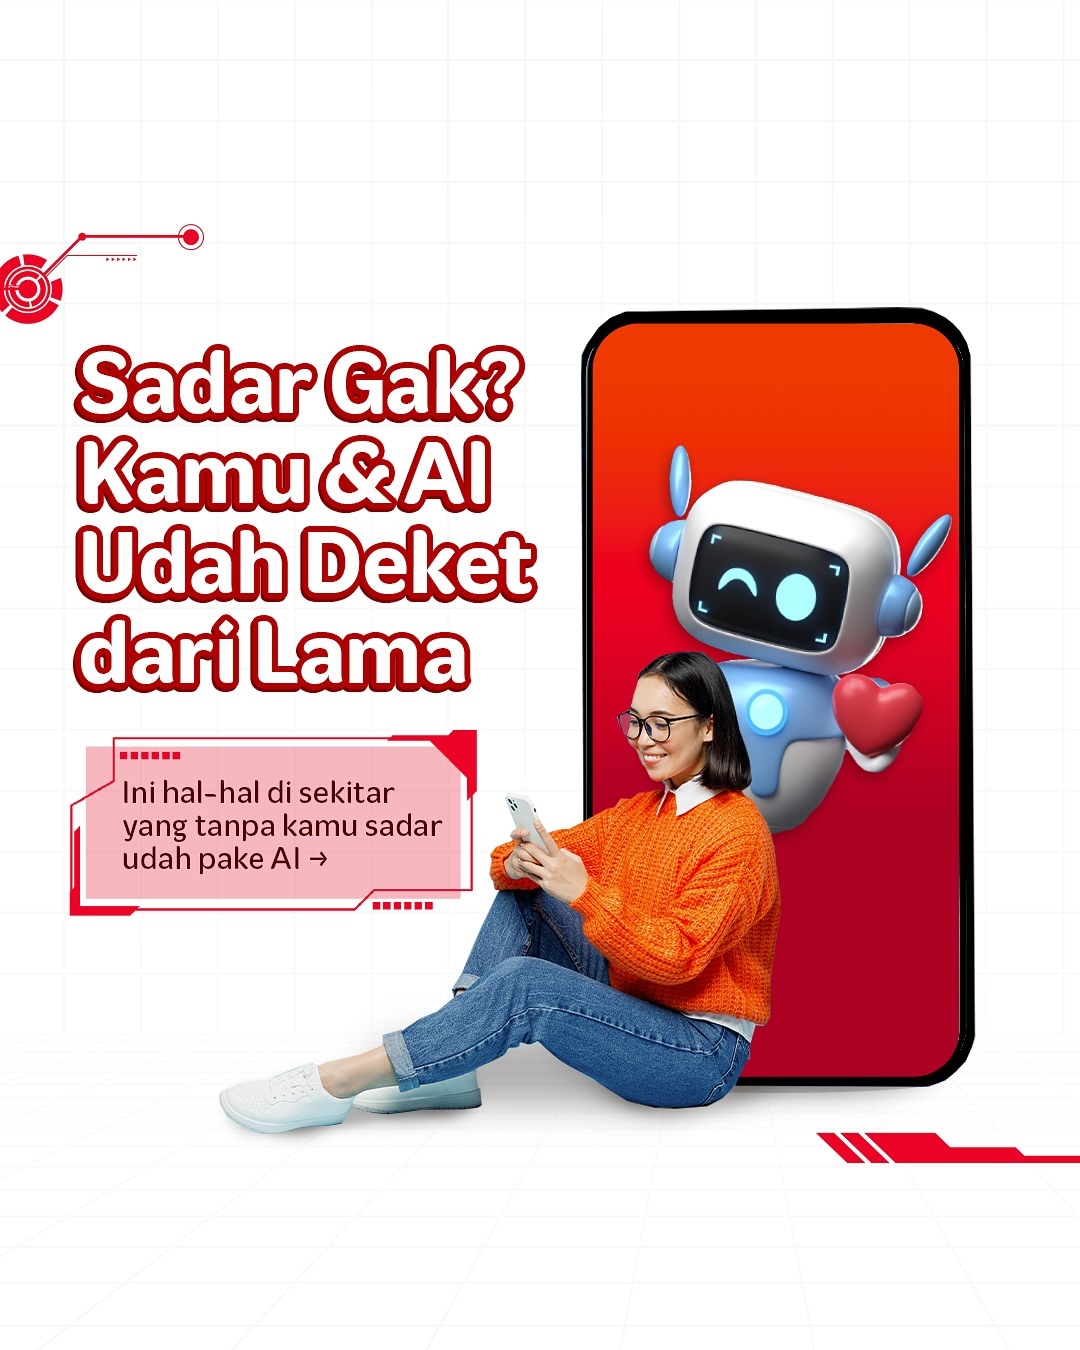 Sadar Gak?
Kamu & AI
Udah Deket
dari Lama
Ini hal-hal di sekitar
yang tanpa kamu sadar
udah pake AI →